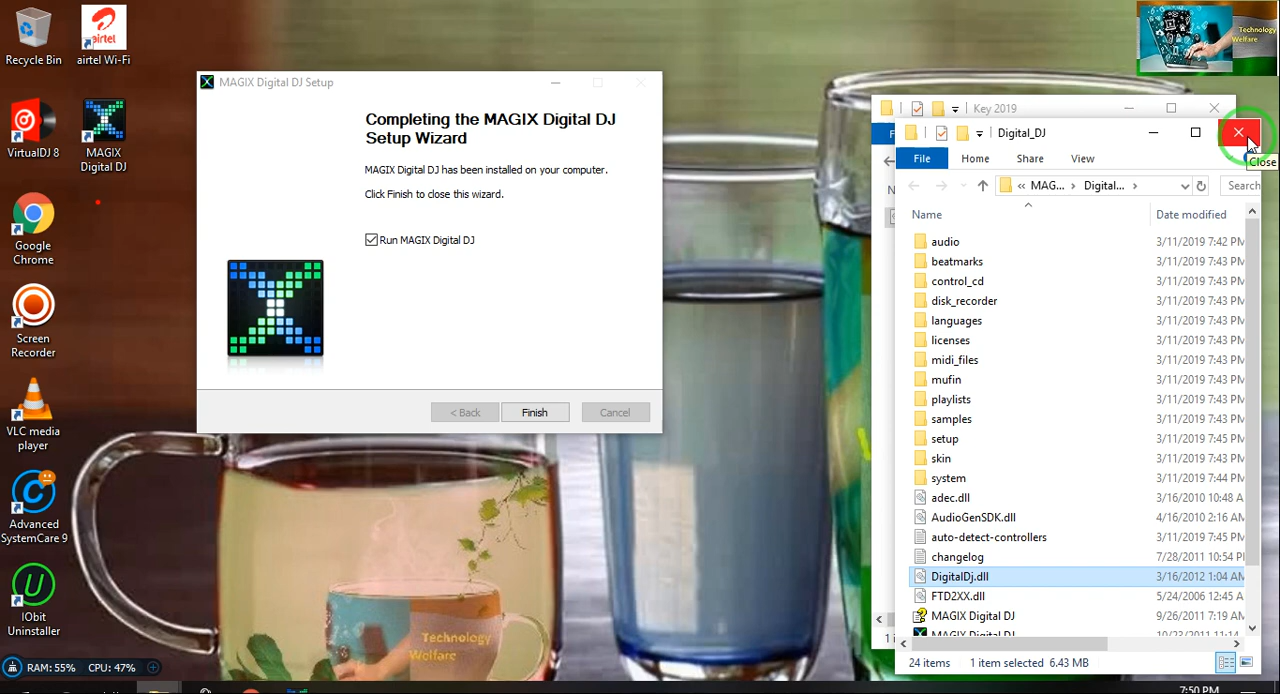 Recycle Bin
airtel
airtel Wi-Fi
VirtualDJ 8
MAGIX
Digital DJ
Google
Chrome
Screen
Recorder
VLC media
player
Advanced
SystemCare 9
IObit
Uninstaller
RAM: 55% CPU: 47%
MAGIX Digital DJ Setup
Completing the MAGIX Digital DJ
Setup Wizard
MAGIX Digital DJ has been installed on your computer.
Click Finish to close this wizard.
Run MAGIX Digital DJ
< Back Finish Cancel
Technology
Welfare
Technology
Welfare
Key 2019
Digital_DJ
Close
File Home Share View
« MAG... › Digital... › Search
Name Date modified
audio 3/11/2019 7:42 PM
beatmarks 3/11/2019 7:43 PM
control_cd 3/11/2019 7:43 PM
disk_recorder 3/11/2019 7:43 PM
languages 3/11/2019 7:43 PM
licenses 3/11/2019 7:43 PM
midi_files 3/11/2019 7:43 PM
mufin 3/11/2019 7:43 PM
playlists 3/11/2019 7:43 PM
samples 3/11/2019 7:43 PM
setup 3/11/2019 7:45 PM
skin 3/11/2019 7:43 PM
system 3/11/2019 7:44 PM
adec.dll 3/16/2010 10:48 A
AudioGenSDK.dll 4/16/2010 2:16 AM
auto-detect-controllers 3/11/2019 7:45 PM
changelog 7/28/2011 10:54 P
DigitalDj.dll 3/16/2012 1:04 AM
FTD2XX.dll 5/24/2006 12:45 A
MAGIX Digital DJ 9/26/2011 7:19 AM
MAGIX Digital DJ
24 items 1 item selected 6.43 MB
7:50 PM